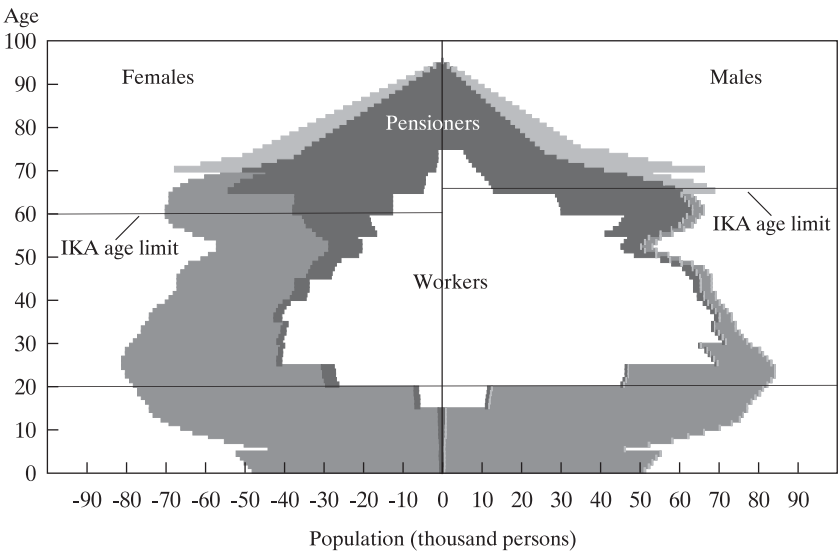 Age
100
Females
Males
90
80
Pensioners
70
60
IKA age limit
IKA age limit
50
Workers
40
30
20
10
0
-90 -80 -70 -60 -50 -40 -30 -20 -10 0 10 20 30 40 50 60 70 80 90
Population (thousand persons)